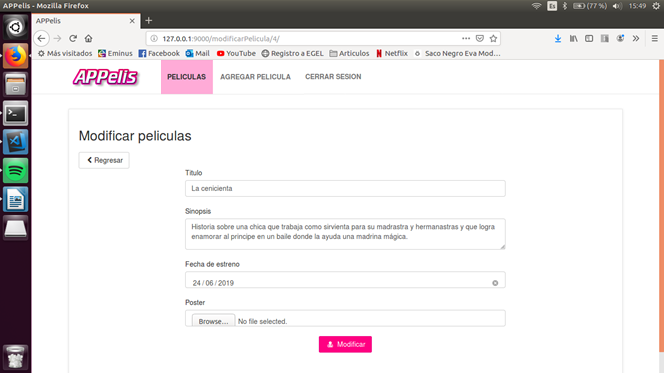 APPelis - Mozilla Firefox
Es
(77 %)
15:49
APPelis
127.0.0.1:9000/modificarPelicula/4/
Más visitados
Eminus
Facebook
Mail
YouTube
Registro a EGEL
Articulos
Netflix
Saco Negro Eva Mod…
APPelis
PELICULAS
AGREGAR PELICULA
CERRAR SESION
Modificar peliculas
Regresar
Titulo
La cenicienta
Sinopsis
Historia sobre una chica que trabaja como sirvienta para su madrastra y hermanastras y que logra
enamorar al principe en un baile donde la ayuda una madrina mágica.
Fecha de estreno
24 / 06 / 2019
Poster
Browse... No file selected.
Modificar